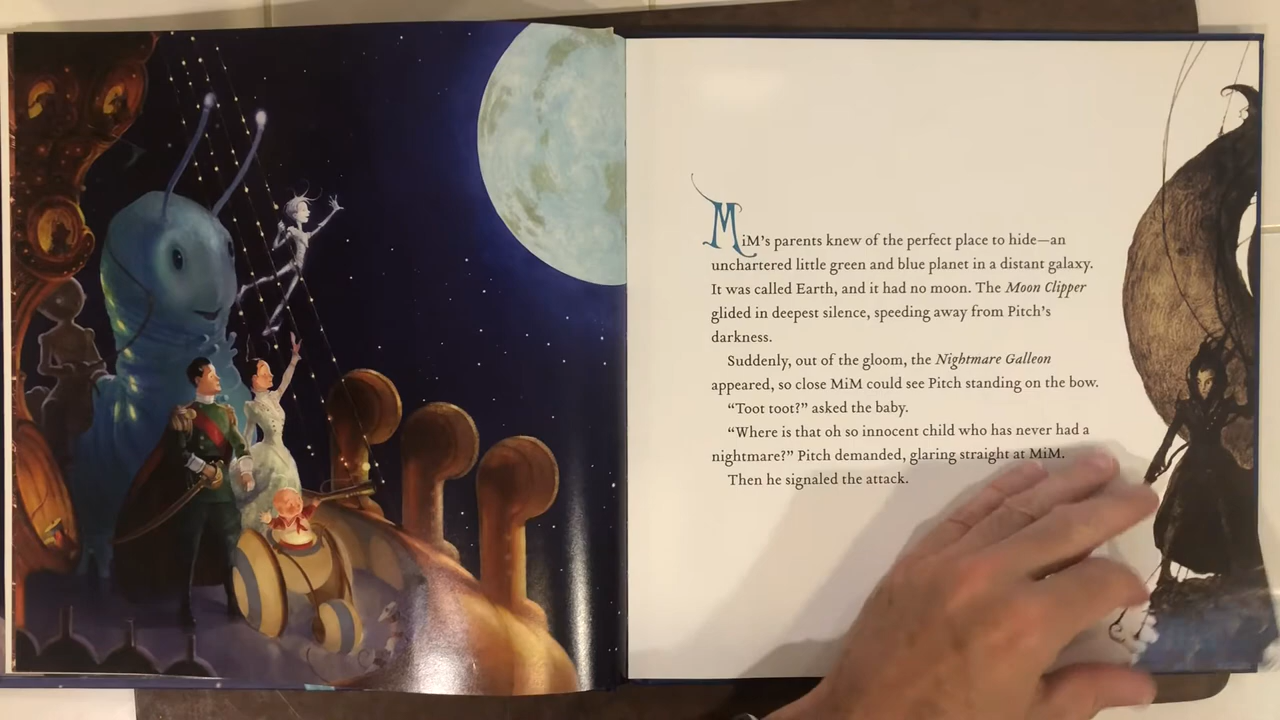 MiM’s parents knew of the perfect place to hide—an
unchartered little green and blue planet in a distant galaxy.
It was called Earth, and it had no moon. The Moon Clipper
glided in deepest silence, speeding away from Pitch’s
darkness.
Suddenly, out of the gloom, the Nightmare Galleon
appeared, so close MiM could see Pitch standing on the bow.
“Toot toot?” asked the baby.
“Where is that oh so innocent child who has never had a
nightmare?” Pitch demanded, glaring straight at MiM.
Then he signaled the attack.